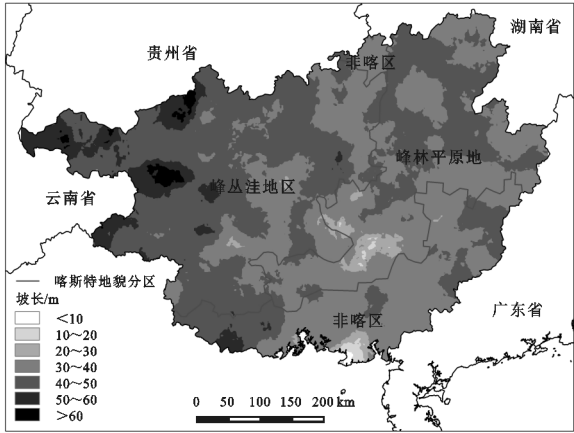 湖南省
贵州省
非喀区
峰林平原地
峰丛洼地区
云南省
喀斯特地貌分区
坡长/m
<10
10～20
20～30
30～40
40～50
50～60
>60
非喀区
广东省
0 50 100 150 200 km